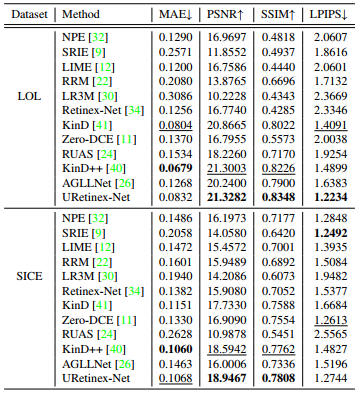 Dataset Method MAE↓ PSNR↑ SSIM↑ LPIPS↓
NPE [32] 0.1290 16.9697 0.4818 2.0607
SRIE [9] 0.2571 11.8552 0.4937 1.8616
LIME [12] 0.1200 16.7586 0.4440 2.0601
RRM [22] 0.2080 13.8765 0.6696 1.7132
LOL LR3M [30] 0.3086 10.2228 0.4343 2.3669
Retinex-Net [34] 0.1256 16.7740 0.4285 2.3346
KinD [41] 0.0804 20.8665 0.8022 1.4091
Zero-DCE [11] 0.1370 16.7955 0.5573 2.0038
RUAS [24] 0.1534 18.2260 0.7170 1.9254
KinD++ [40] 0.0679 21.3003 0.8226 1.4899
AGLLNet [26] 0.1268 20.2400 0.7900 1.6383
URetinex-Net 0.0832 21.3282 0.8348 1.2234
NPE [32] 0.1486 16.1973 0.7177 1.2848
SRIE [9] 0.2058 14.0580 0.6420 1.2492
LIME [12] 0.1472 15.4572 0.7001 1.3935
RRM [22] 0.1601 15.9489 0.6892 1.5084
LR3M [30] 0.1940 14.2086 0.6073 1.9482
Retinex-Net [34] 0.1382 15.9080 0.7052 1.5377
SICE KinD [41] 0.1151 17.7330 0.7588 1.6684
Zero-DCE [11] 0.1330 16.9090 0.7554 1.2613
RUAS [24] 0.2628 10.9878 0.5451 2.5565
KinD++ [40] 0.1060 18.5942 0.7762 1.4827
AGLLNet [26] 0.1463 16.0006 0.7336 1.5196
URetinex-Net 0.1068 18.9467 0.7808 1.2744